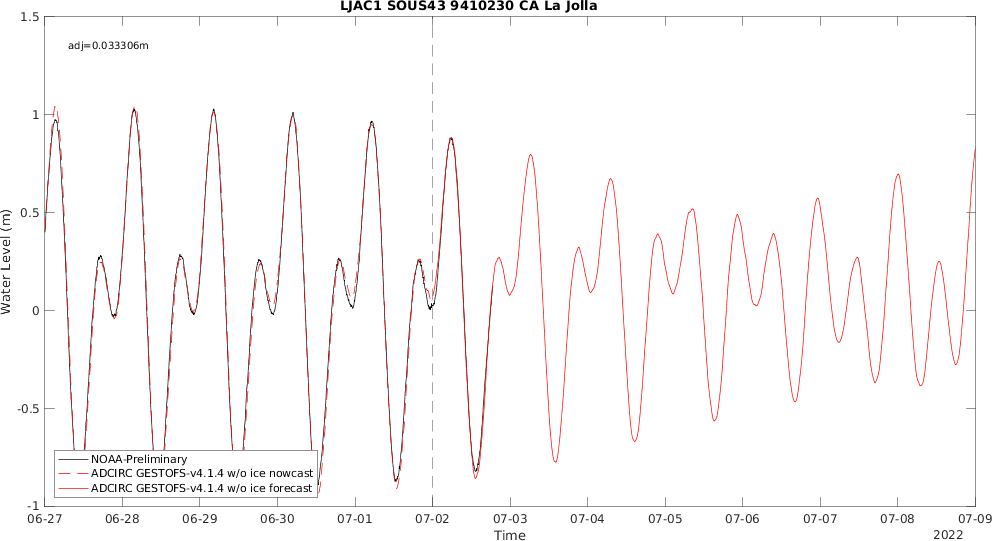 LJAC1 SOUS43 9410230 CA La Jolla
adj=0.033306m
Water Level (m)
1.5
1
0.5
0
-0.5
-1
NOAA-Preliminary
ADCIRC GESTOFS-v4.1.4 w/o ice nowcast
ADCIRC GESTOFS-v4.1.4 w/o ice forecast
06-27 06-28 06-29 06-30 07-01 07-02 07-03 07-04 07-05 07-06 07-07 07-08 07-09
Time
2022